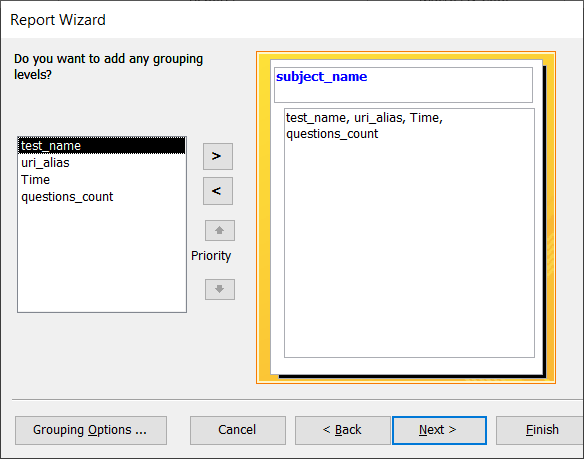 Report Wizard
Do you want to add any grouping
levels?
test_name
uri_alias
Time
questions_count
>
<
Priority
subject_name
test_name, uri_alias, Time,
questions_count
Grouping Options ...
Cancel
< Back
Next >
Finish